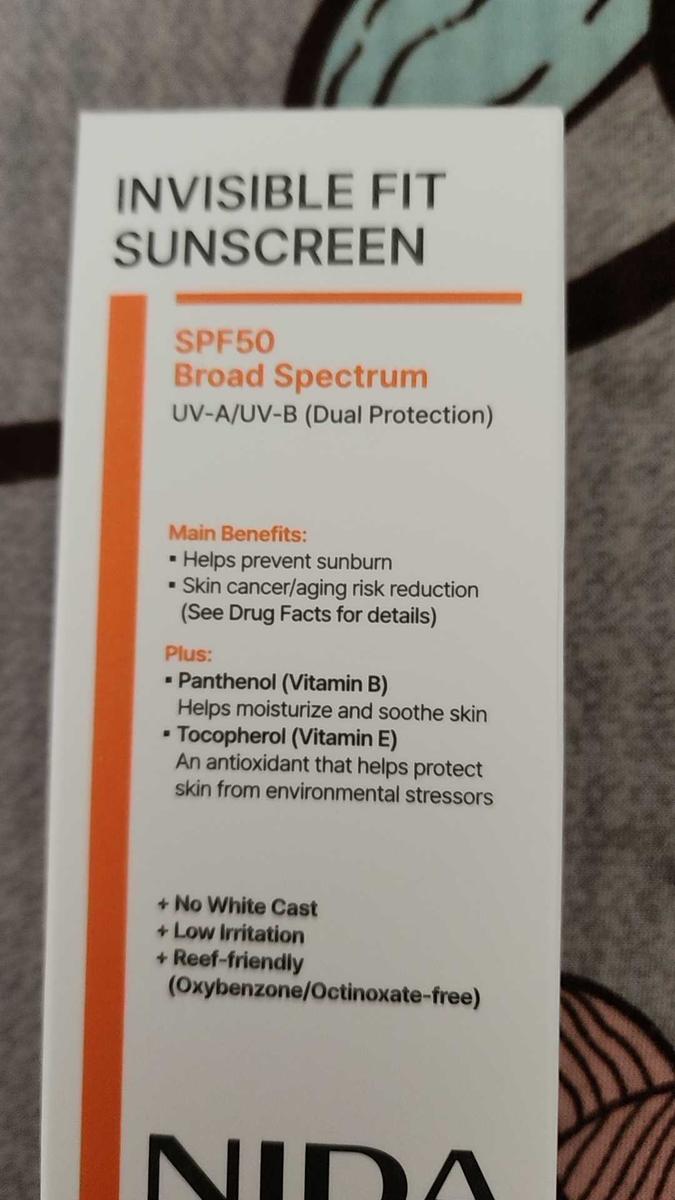 INVISIBLE FIT
SUNSCREEN
SPF50
Broad Spectrum
UV-A/UV-B (Dual Protection)
Main Benefits:
▪ Helps prevent sunburn
▪ Skin cancer/aging risk reduction
(See Drug Facts for details)
Plus:
▪ Panthenol (Vitamin B)
Helps moisturize and soothe skin
▪ Tocopherol (Vitamin E)
An antioxidant that helps protect
skin from environmental stressors
+ No White Cast
+ Low Irritation
+ Reef-friendly
(Oxybenzone/Octinoxate-free)
NIDA